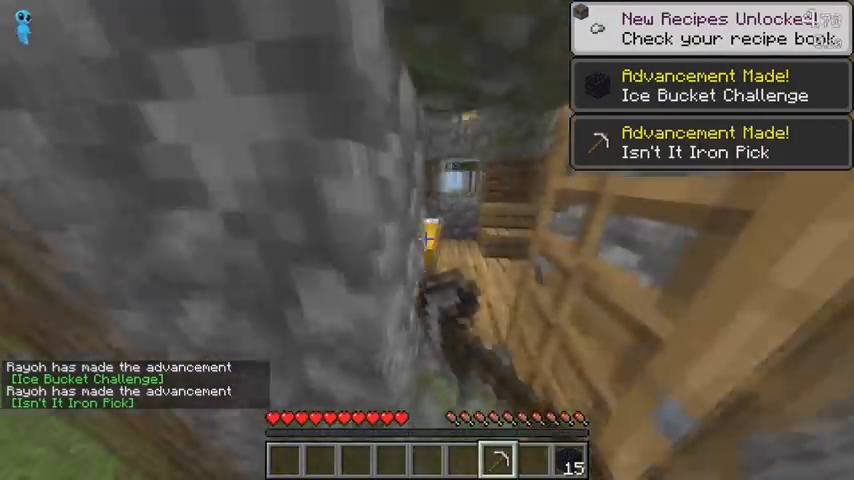 New Recipes Unlocked!
Check your recipe book.
Advancement Made!
Ice Bucket Challenge
Advancement Made!
Isn't It Iron Pick
Rayoh has made the advancement
[Ice Bucket Challenge]
Rayoh has made the advancement
[Isn't It Iron Pick]
15